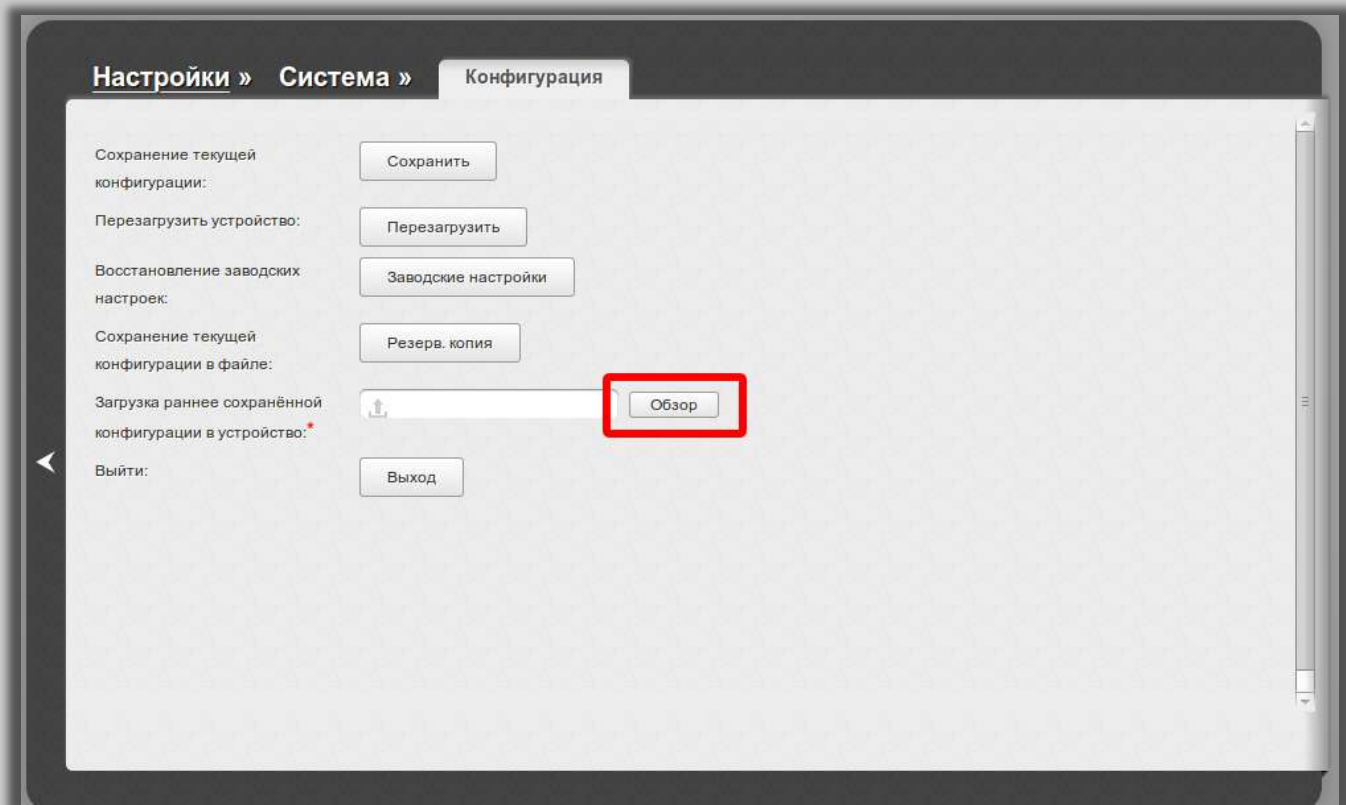 Настройки » Система » Конфигурация
Сохранение текущей
конфигурации:
Сохранить
Перезагрузить устройство:
Перезагрузить
Восстановление заводских
настроек:
Заводские настройки
Сохранение текущей
конфигурации в файле:
Резерв. копия
Загрузка раннее сохранённой
конфигурации в устройство:*
Обзор
Выйти:
Выход